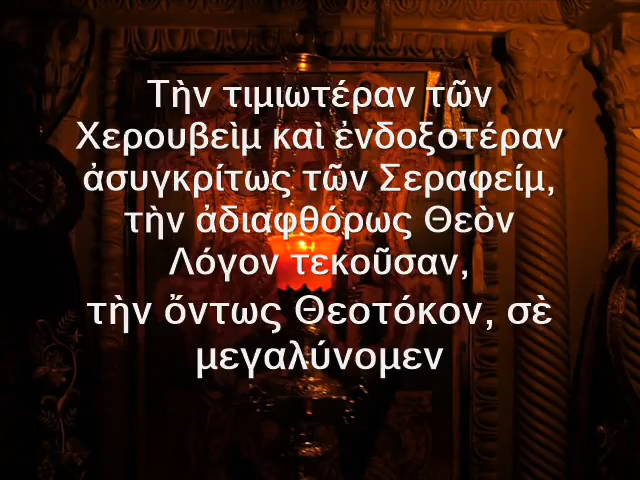 Τὴν τιμιωτέραν τῶν
Χερουβεὶμ καὶ ἐνδοξοτέραν
ἀσυγκρίτως τῶν Σεραφείμ,
τὴν ἀδιαφθόρως Θεὸν
Λόγον τεκοῦσαν,
τὴν ὄντως Θεοτόκον, σὲ
μεγαλύνομεν